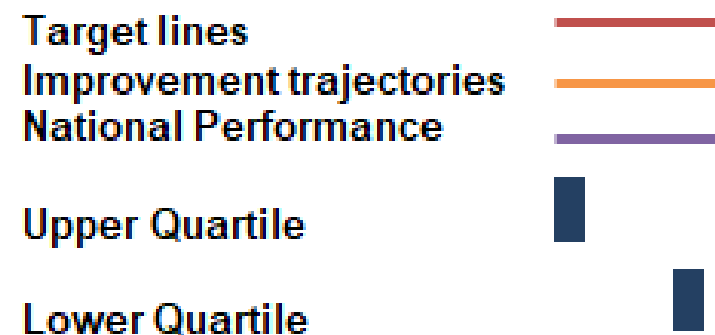 Target lines
Improvement trajectories
National Performance
Upper Quartile
Lower Quartile